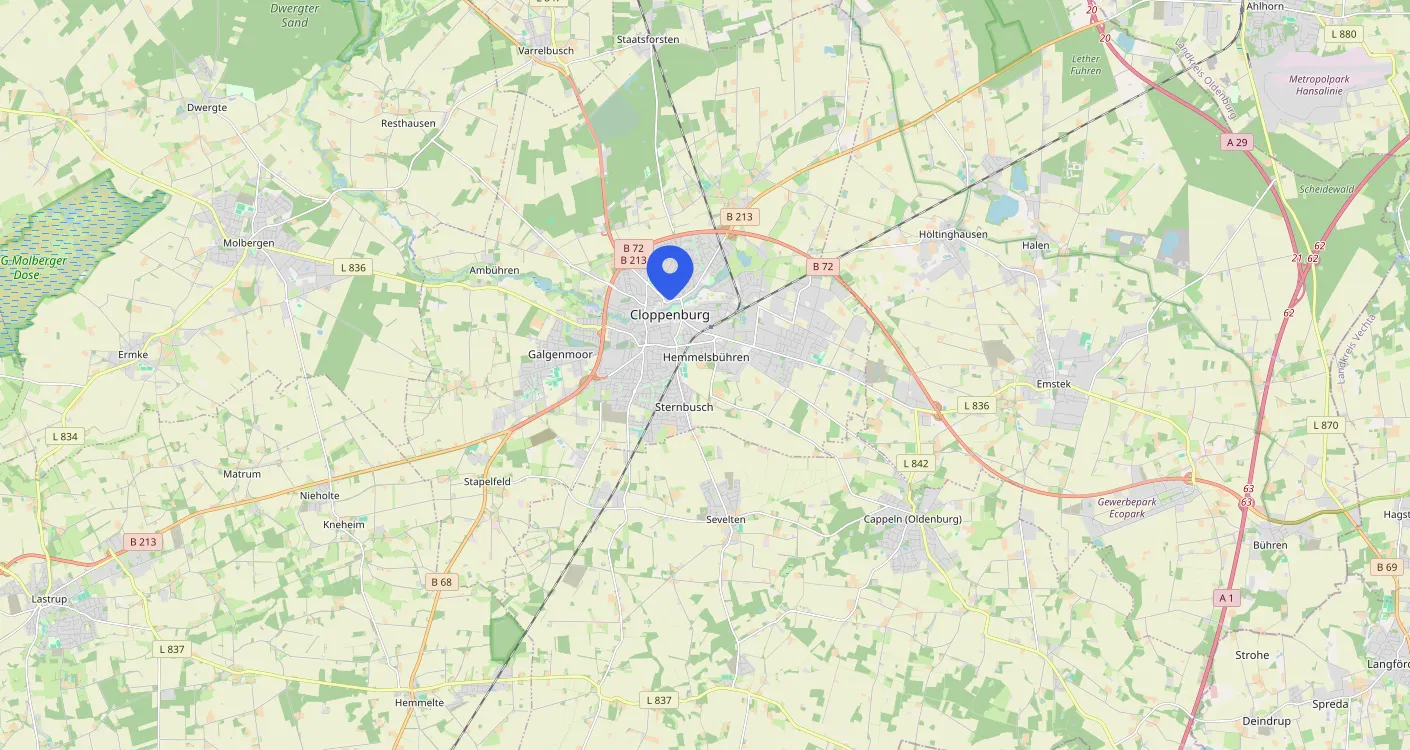 Dwergter
Sand
Staatsforsten
Varrelbusch
Ahlhorn
20
20
L 880
Lether
Fuhren
Landkreis Oldenburg
Metropolpark
Hansalinie
Dwergte
Resthausen
A 29
Scheidewald
B 213
Molbergen
B 72
B 213
Höltinghausen
Halen
62
21
62
G Molberger
Dose
L 836
Ambühren
B 72
Cloppenburg
62
Landkreis Vechta
Ermke
Galgenmoor
Hemmelsbühren
Emstek
Sternbusch
L 836
L 834
L 870
Matrum
Stapelfeld
L 842
Nieholte
63
63
Gewerbepark
Ecopark
Kneheim
Sevelten
Cappeln (Oldenburg)
Hagst
B 213
Bühren
B 68
B 69
Lastrup
A 1
L 837
Strohe
Langförd
L 837
Hemmelte
Spreda
Deindrup